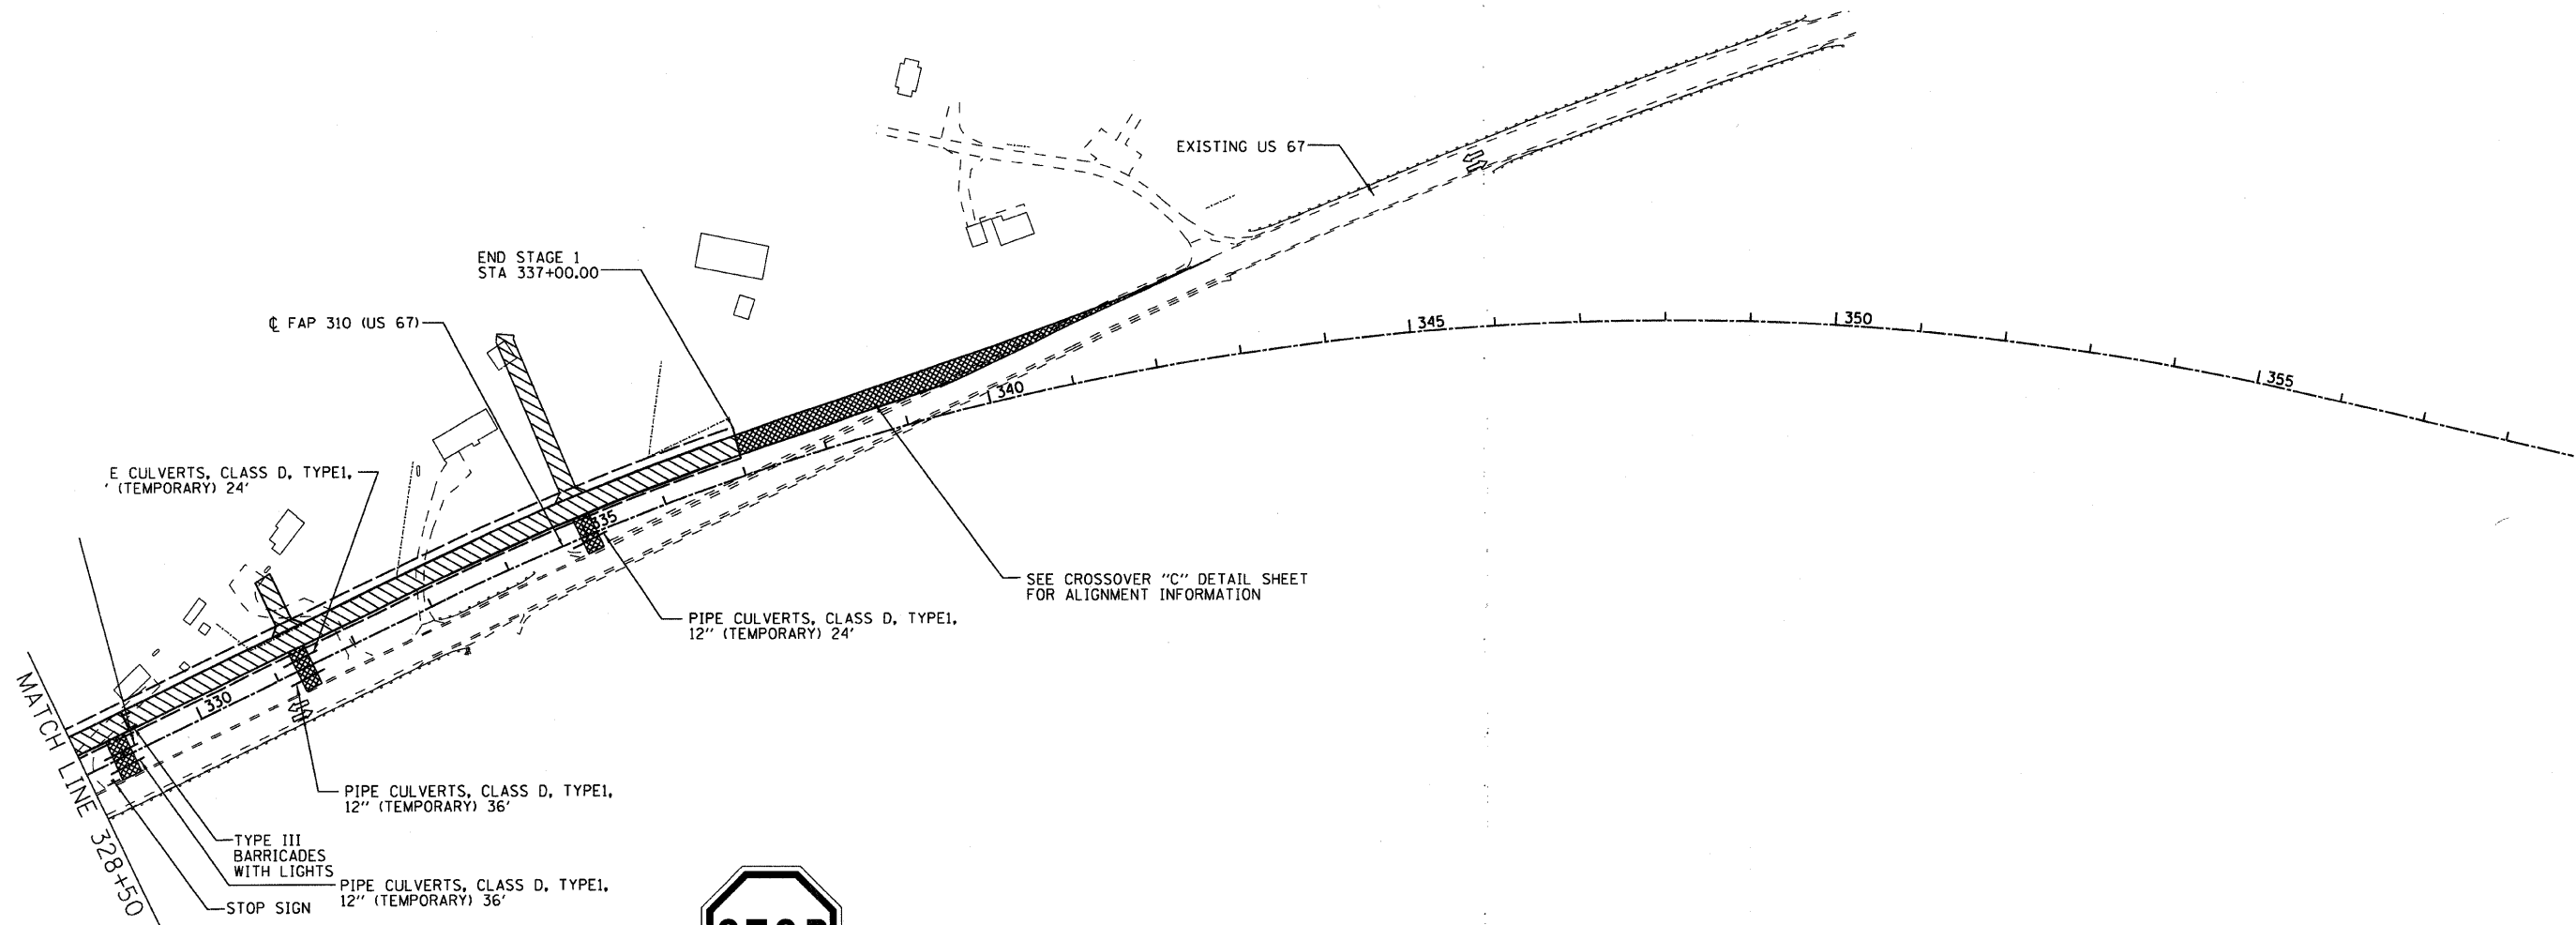 EXISTING US 67
END STAGE 1
STA 337+00.00
℄ FAP 310 (US 67)
345
350
355
340
335
330
E CULVERTS, CLASS D, TYPE1,
' (TEMPORARY) 24'
SEE CROSSOVER "C" DETAIL SHEET
FOR ALIGNMENT INFORMATION
PIPE CULVERTS, CLASS D, TYPE1,
12" (TEMPORARY) 24'
MATCH LINE 328+50
PIPE CULVERTS, CLASS D, TYPE1,
12" (TEMPORARY) 36'
TYPE III
BARRICADES
WITH LIGHTS
PIPE CULVERTS, CLASS D, TYPE1,
12" (TEMPORARY) 36'
STOP SIGN
STOP